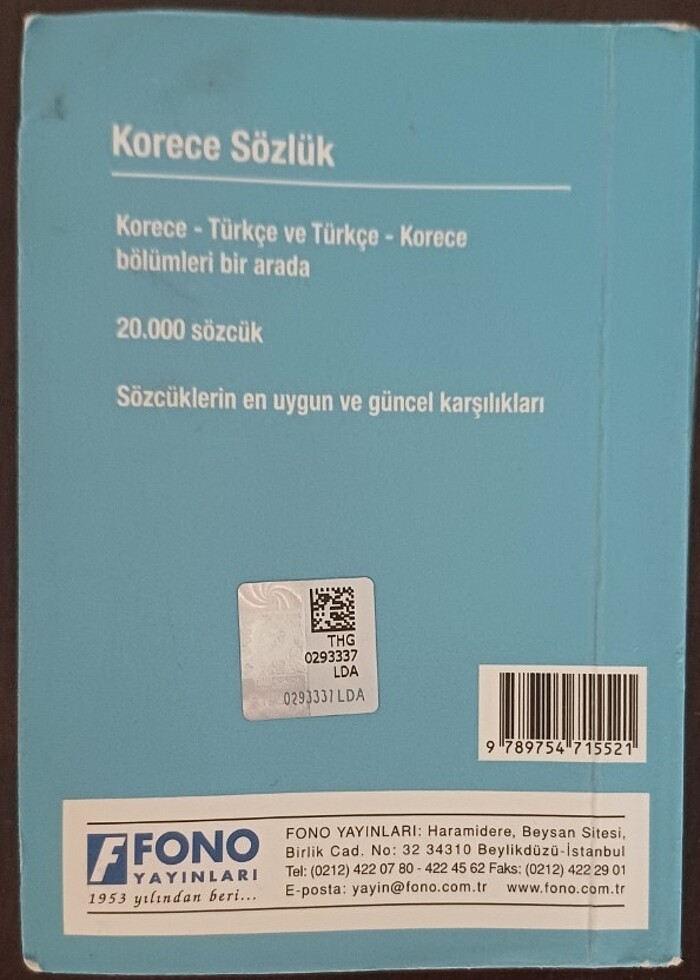 Korece Sözlük
Korece - Türkçe ve Türkçe - Korece
bölümleri bir arada
20.000 sözcük
Sözcüklerin en uygun ve güncel karşılıkları
THG
0293337
LDA
0293337 LDA
9 789754 715521
F FONO
YAYINLARI
1953 yılından beri...
FONO YAYINLARI: Haramidere, Beysan Sitesi,
Birlik Cad. No: 32 34310 Beylikdüzü-İstanbul
Tel: (0212) 422 07 80 - 422 45 62 Faks: (0212) 422 29 01
E-posta: yayin@fono.com.tr www.fono.com.tr